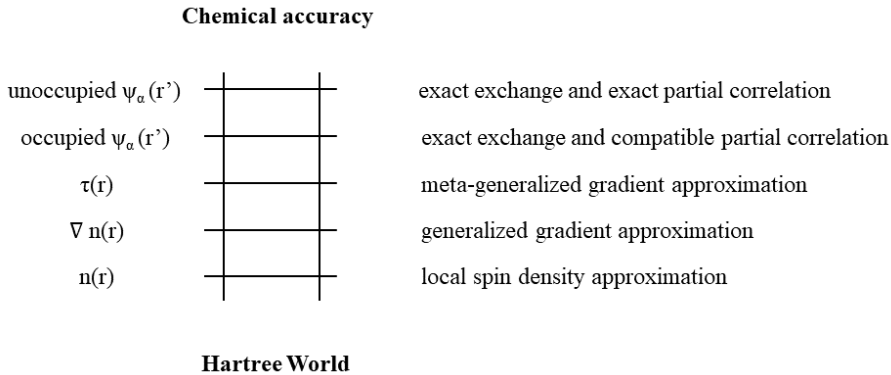 Chemical accuracy
unoccupied ψα(r’) exact exchange and exact partial correlation
occupied ψα(r’) exact exchange and compatible partial correlation
τ(r) meta-generalized gradient approximation
∇ n(r) generalized gradient approximation
n(r) local spin density approximation
Hartree World